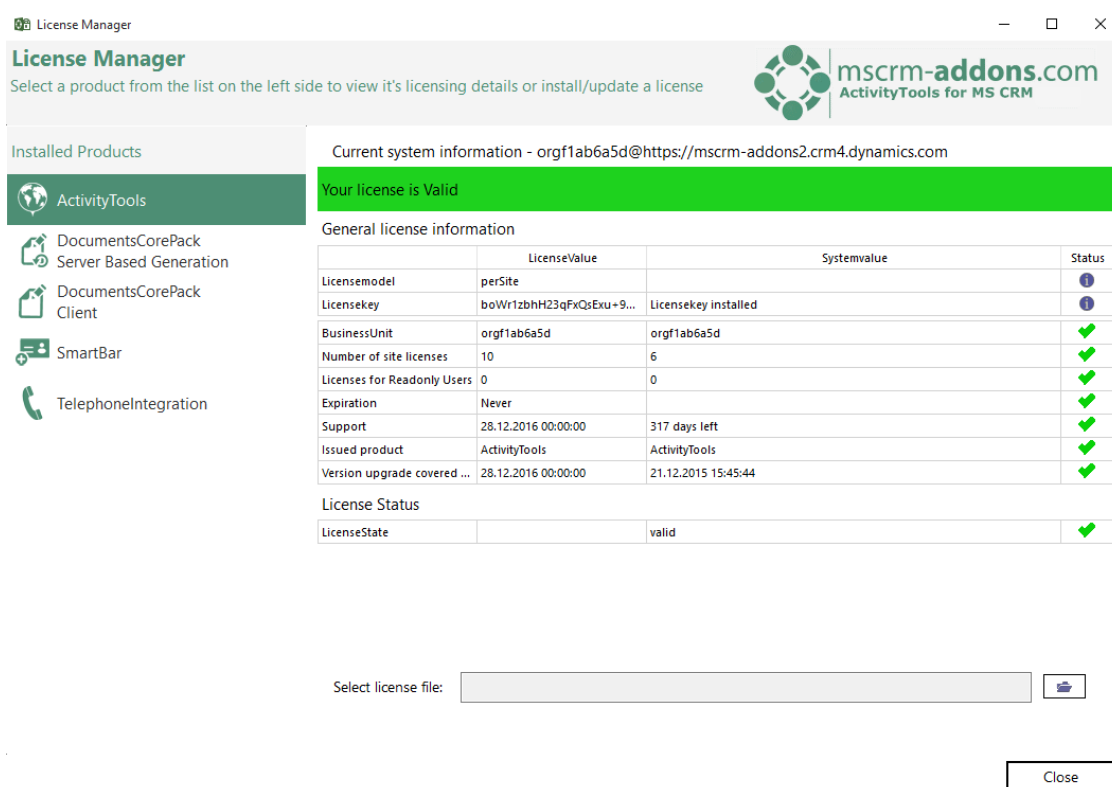 License Manager
License Manager
Select a product from the list on the left side to view it's licensing details or install/update a license
mscrm-addons.com
ActivityTools for MS CRM
Installed Products
ActivityTools
DocumentsCorePack
Server Based Generation
DocumentsCorePack
Client
SmartBar
TelephoneIntegration
Current system information - orgf1ab6a5d@https://mscrm-addons2.crm4.dynamics.com
Your license is Valid
General license information
LicenseValue Systemvalue Status
Licensemodel perSite
Licensekey boWr1zbhH23qFxQsExu+9... Licensekey installed
BusinessUnit orgf1ab6a5d orgf1ab6a5d
Number of site licenses 10 6
Licenses for Readonly Users 0 0
Expiration Never
Support 28.12.2016 00:00:00 317 days left
Issued product ActivityTools ActivityTools
Version upgrade covered ... 28.12.2016 00:00:00 21.12.2015 15:45:44
License Status
LicenseState valid
Select license file:
Close